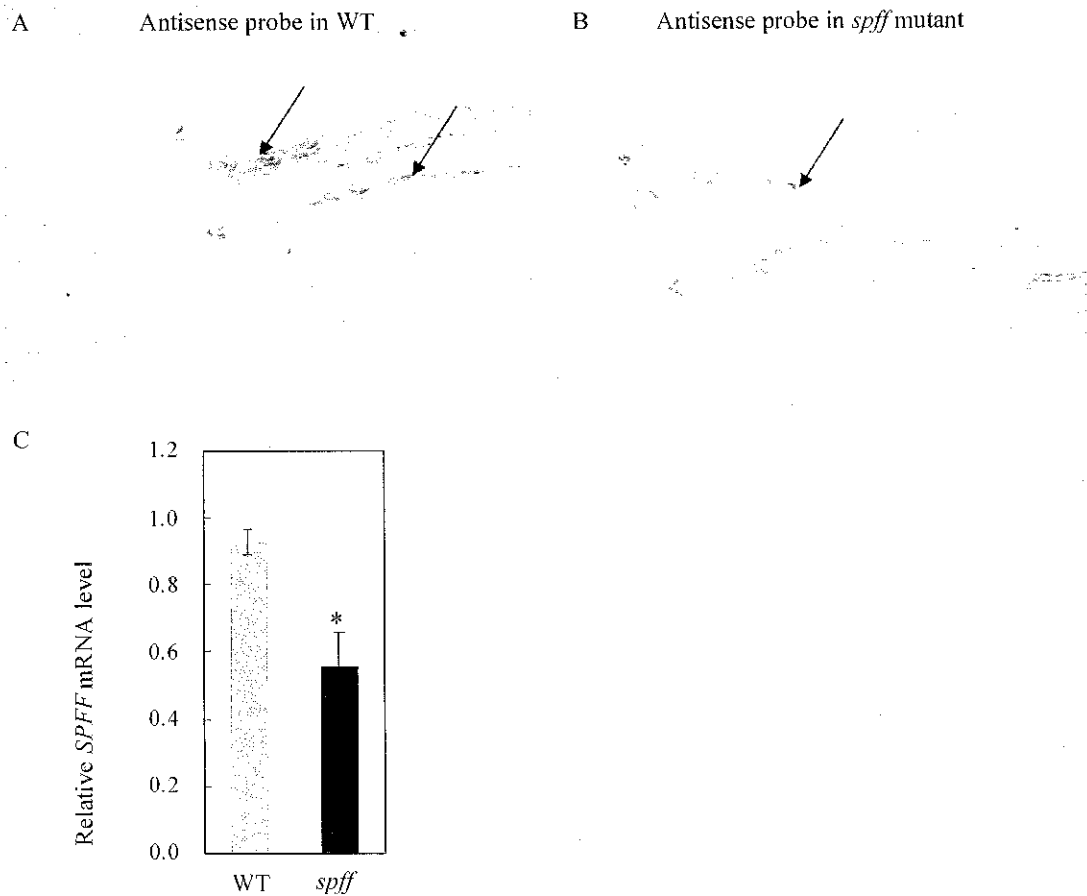 A
Antisense probe in WT
B
Antisense probe in spff mutant
C
Relative SPFF mRNA level
1.2
1.0
0.8
0.6
0.4
0.2
0.0
*
WT
spff